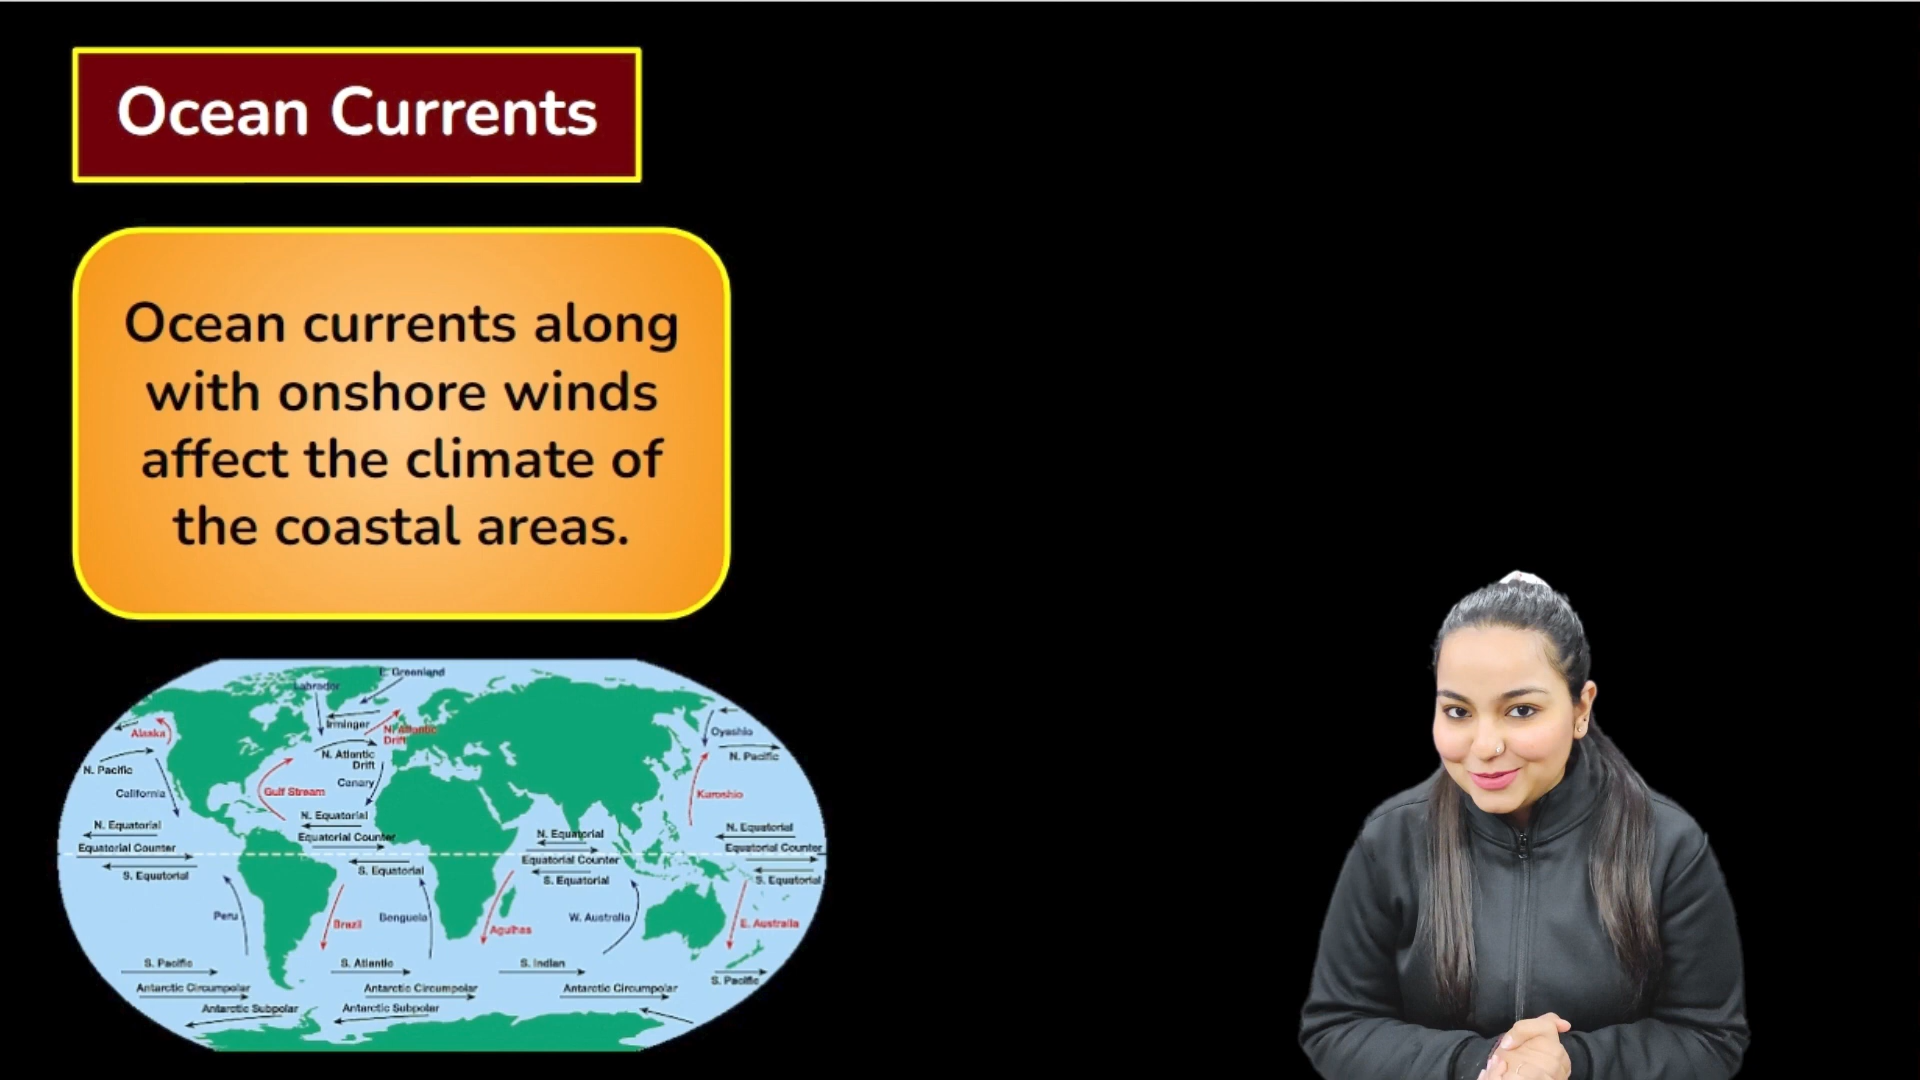 Ocean Currents
Ocean currents along
with onshore winds
affect the climate of
the coastal areas.
E. Greenland
Labrador
Irminger
Alaska
N. Atlantic
Drift
Oyashio
N. Atlantic
Drift
N. Pacific
N. Pacific
Canary
California
Gulf Stream
Kuroshio
N. Equatorial
N. Equatorial
N. Equatorial
N. Equatorial
Equatorial Counter
Equatorial Counter
Equatorial Counter
Equatorial Counter
S. Equatorial
S. Equatorial
S. Equatorial
S. Equatorial
Peru
Brazil
Benguela
Agulhas
W. Australia
E. Australia
S. Pacific
S. Atlantic
S. Indian
S. Pacific
Antarctic Circumpolar
Antarctic Circumpolar
Antarctic Circumpolar
Antarctic Subpolar
Antarctic Subpolar